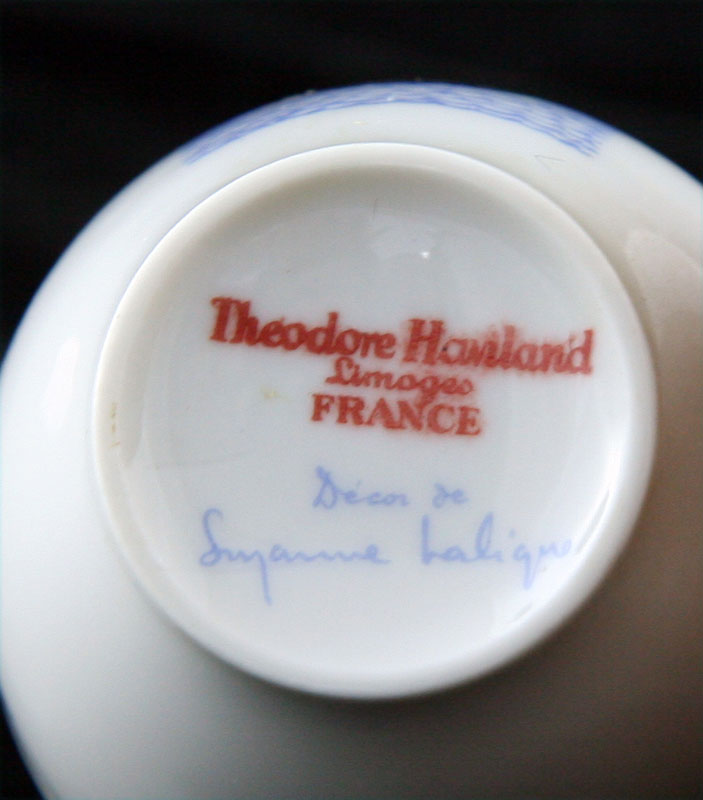 Theodore Haviland
Limoges
FRANCE
Décor de
Suzanne Lalique